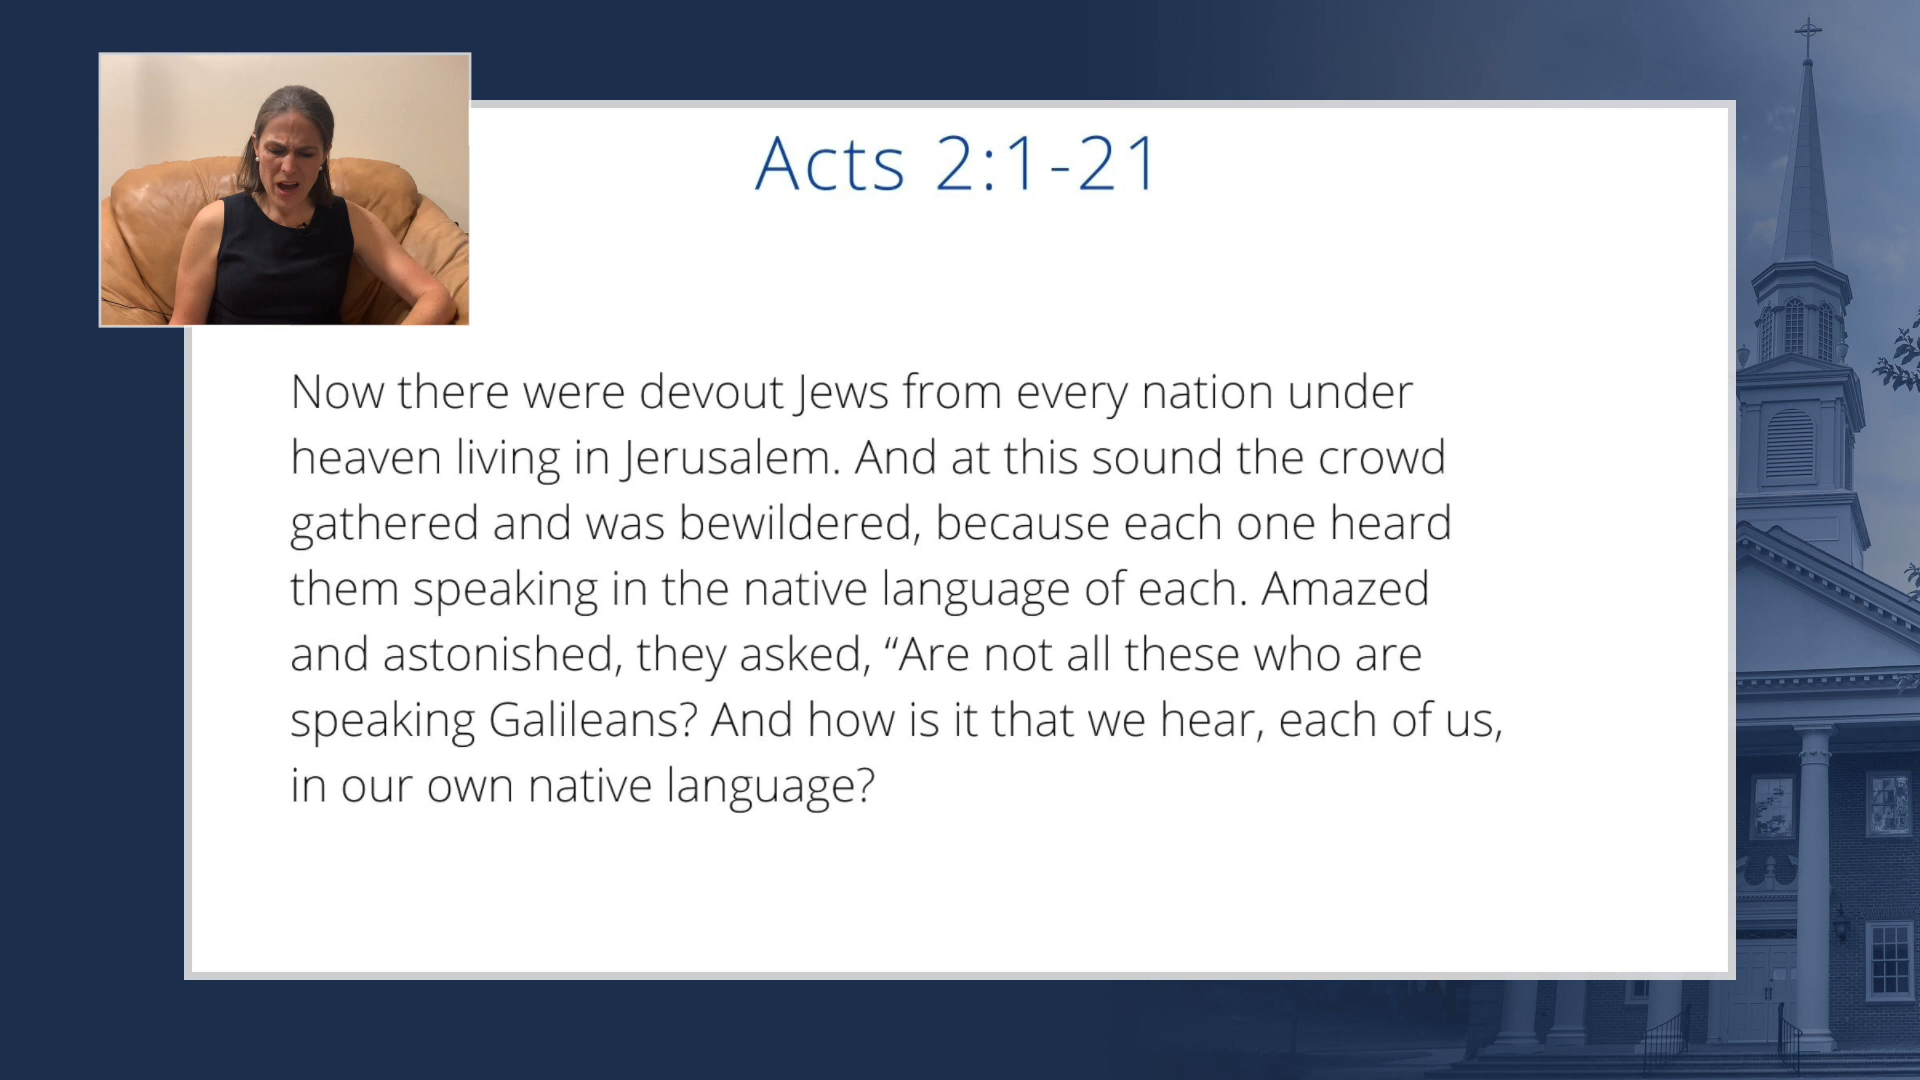 Acts 2:1-21
Now there were devout Jews from every nation under
heaven living in Jerusalem. And at this sound the crowd
gathered and was bewildered, because each one heard
them speaking in the native language of each. Amazed
and astonished, they asked, “Are not all these who are
speaking Galileans? And how is it that we hear, each of us,
in our own native language?